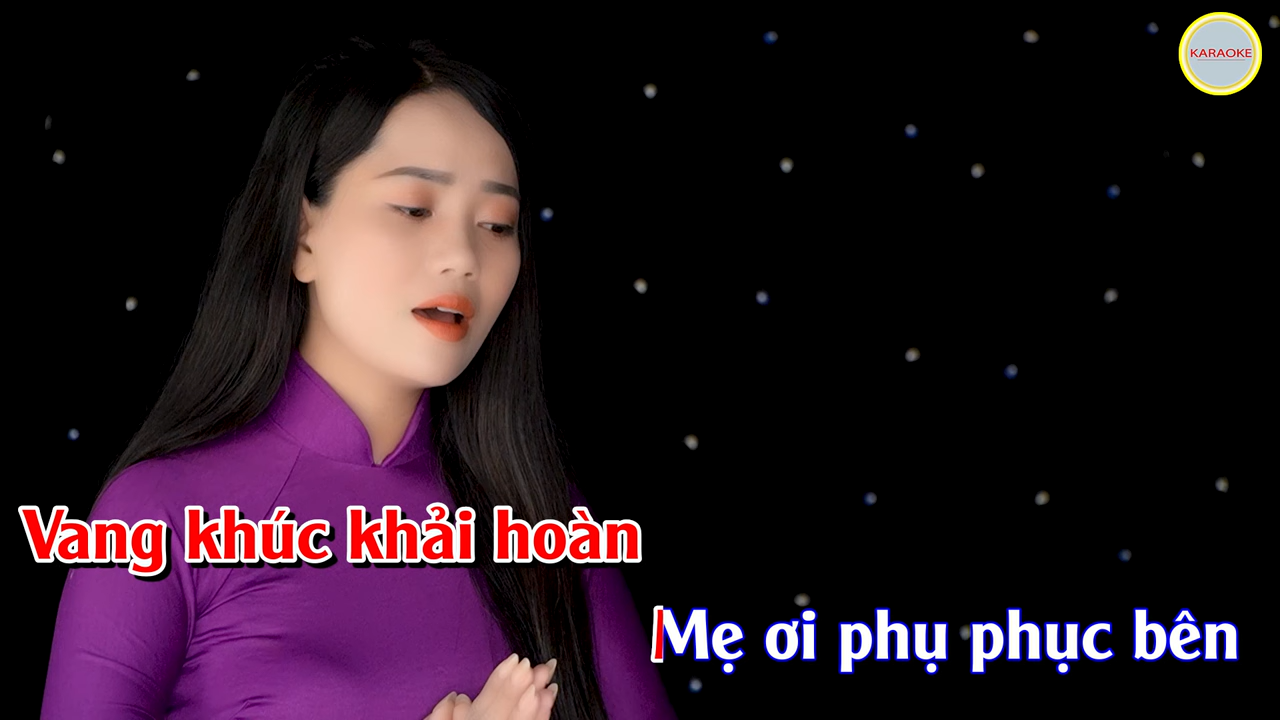 KARAOKE
Vang khúc khải hoàn
Mẹ ơi phụ phục bên